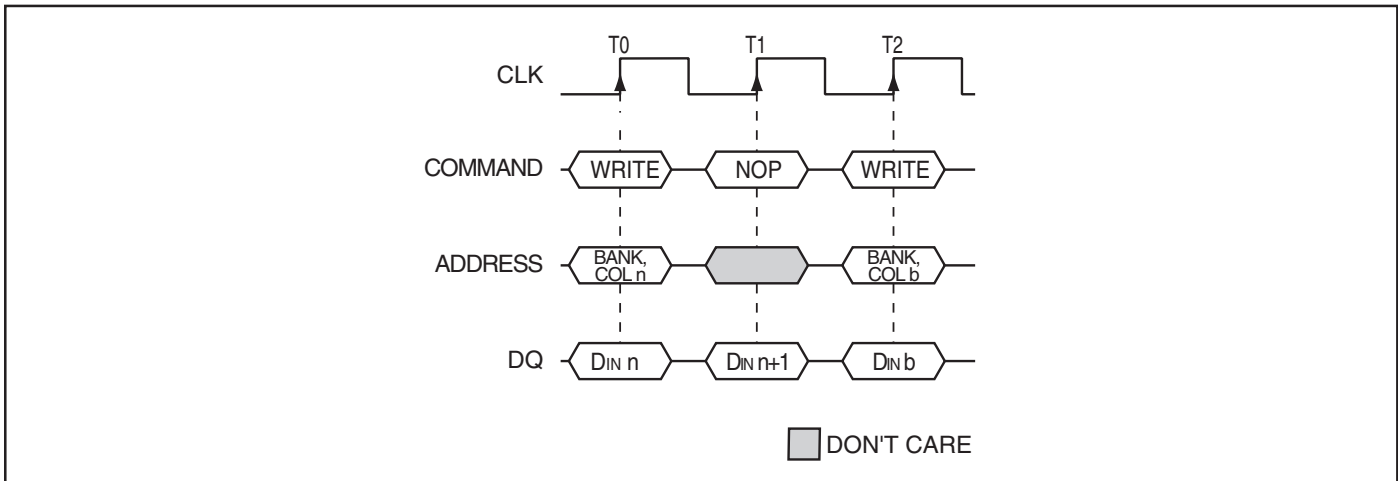 T0 T1 T2
CLK
COMMAND WRITE NOP WRITE
ADDRESS BANK, COL n BANK, COL b
DQ DIN n DIN n+1 DIN b
DON'T CARE